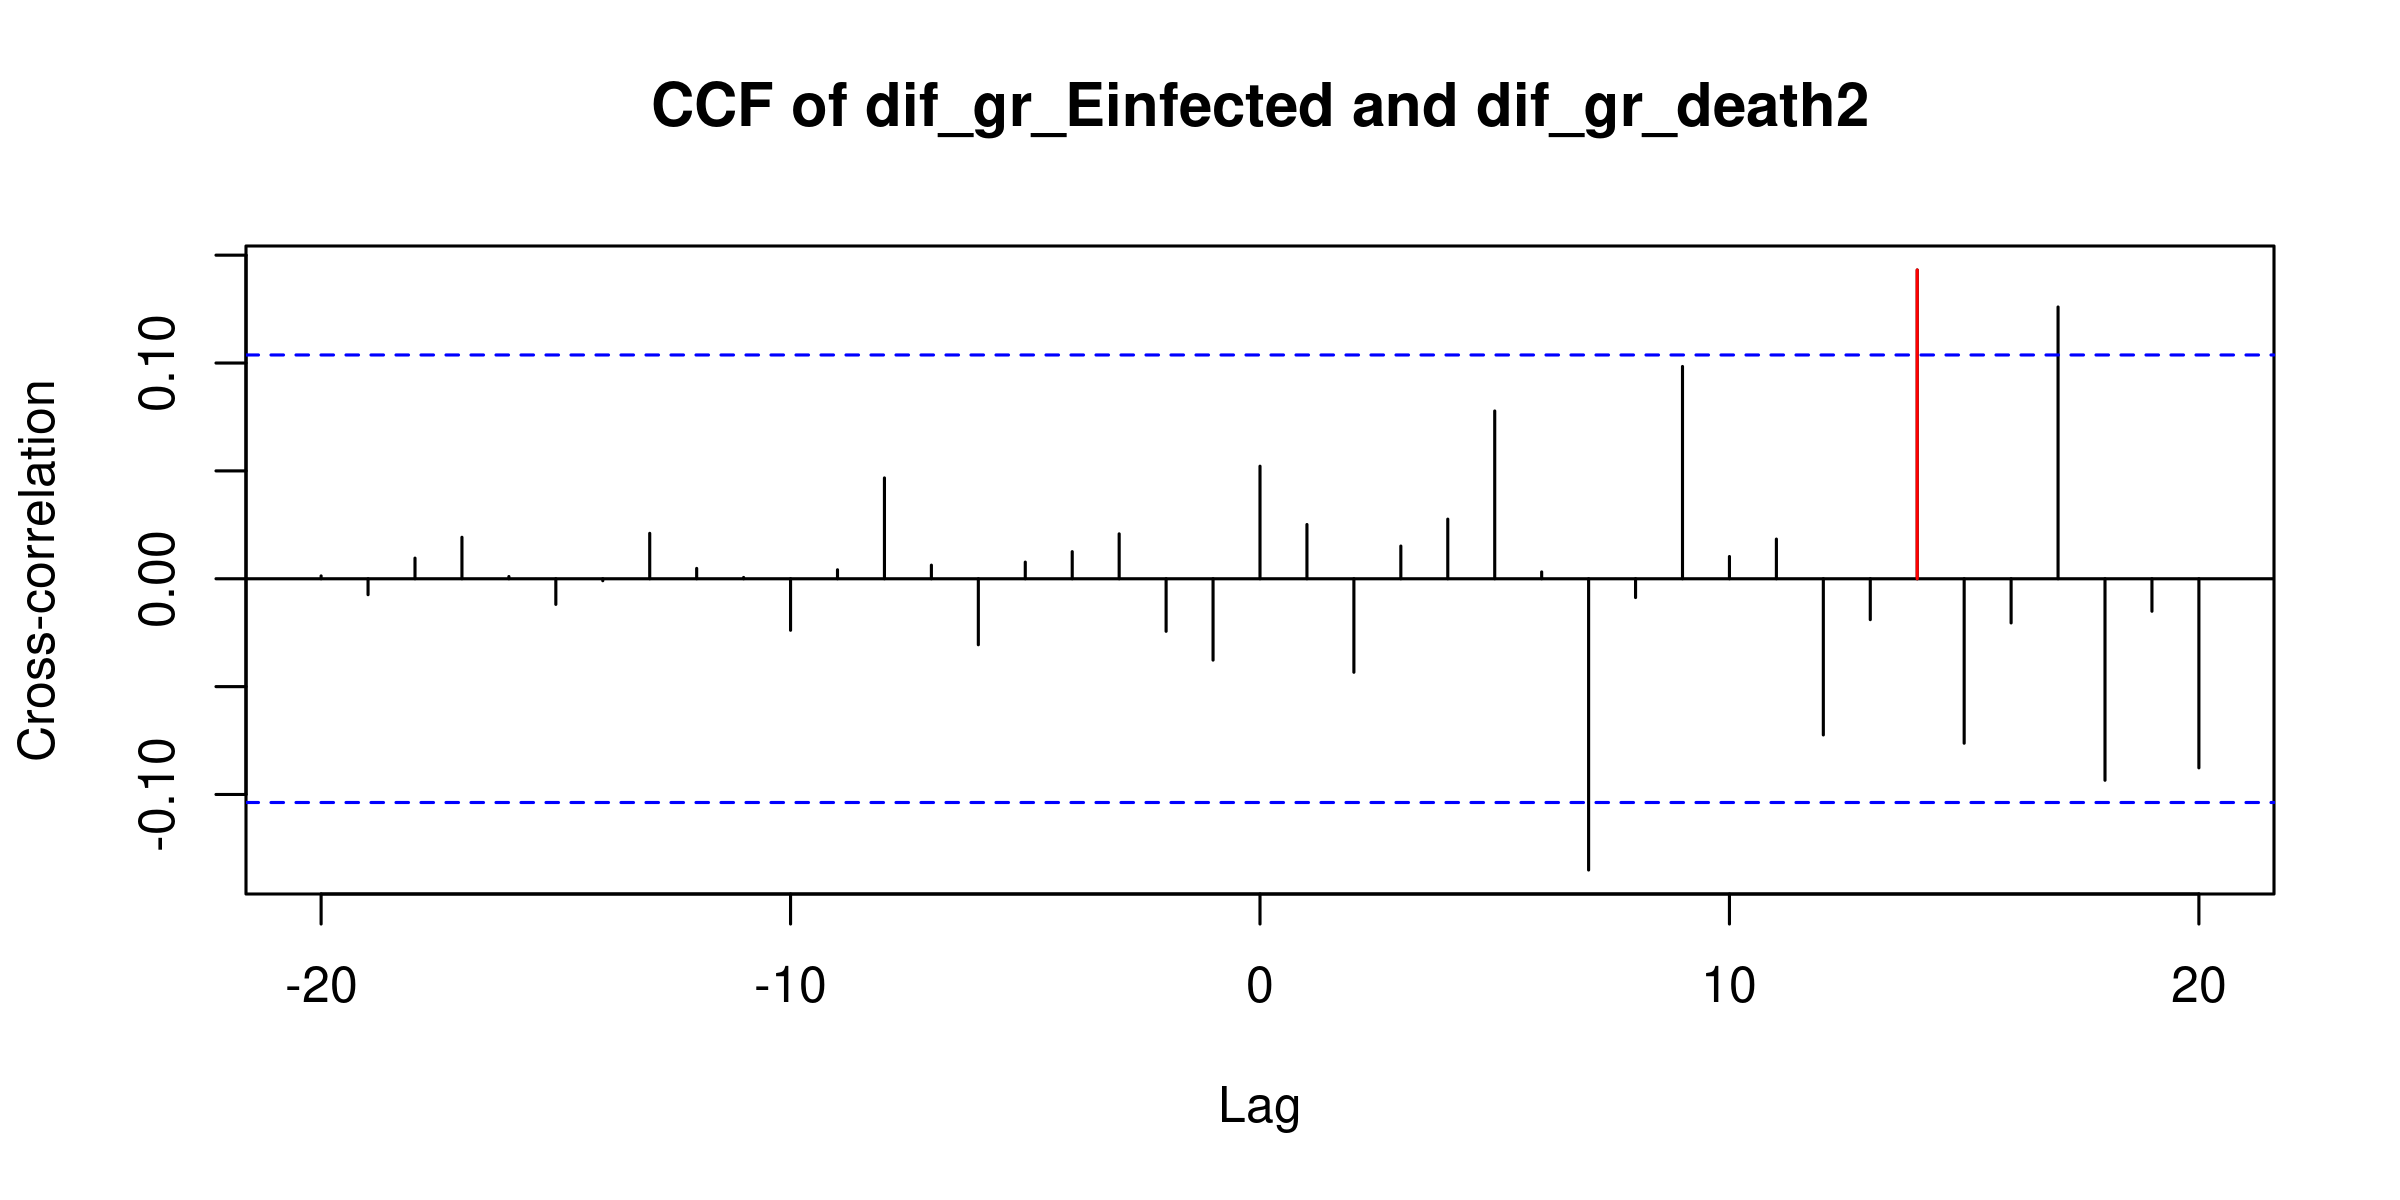 CCF of dif_gr_Einfected and dif_gr_death2
Cross-correlation
0.10
0.00
-0.10
-20 -10 0 10 20
Lag